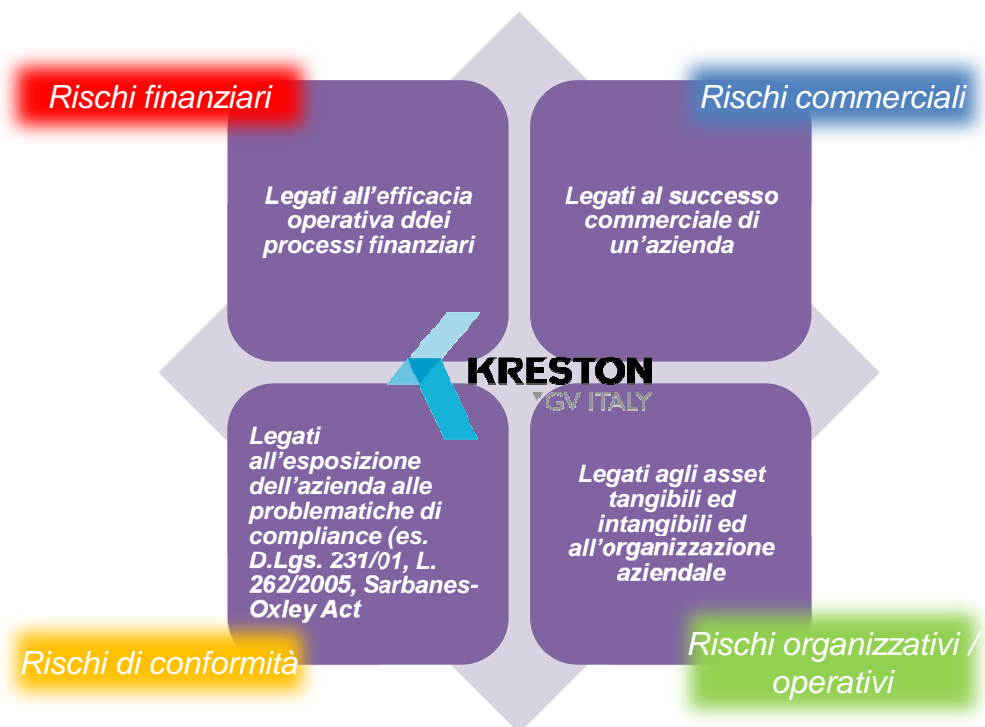 Rischi finanziari
Legati all'efficacia
operativa ddei
processi finanziari
Rischi commerciali
Legati al successo
commerciale di
un'azienda
KRESTON
GV ITALY
Legati
all'esposizione
dell'azienda alle
problematiche di
compliance (es.
D.Lgs. 231/01, L.
262/2005, Sarbanes-
Oxley Act
Rischi di conformità
Legati agli asset
tangibili ed
intangibili ed
all'organizzazione
aziendale
Rischi organizzativi /
operativi